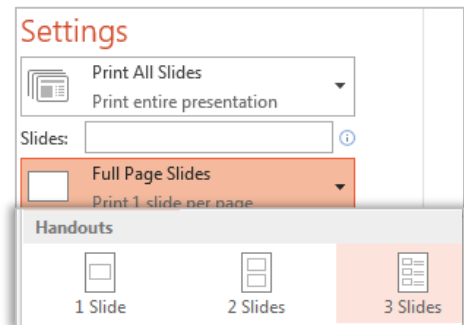 Settings
Print All Slides
Print entire presentation
Slides:
Full Page Slides
Print 1 slide per page
Handouts
1 Slide
2 Slides
3 Slides